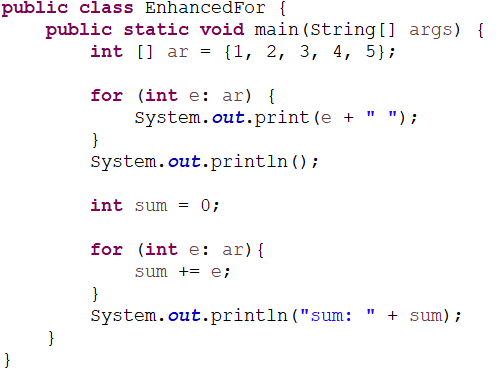 public class EnhancedFor {
    public static void main(String[] args) {
        int [] ar = {1, 2, 3, 4, 5};

        for (int e: ar) {
            System.out.print(e + " ");
        }
        System.out.println();

        int sum = 0;

        for (int e: ar){
            sum += e;
        }
        System.out.println("sum: " + sum);
    }
}